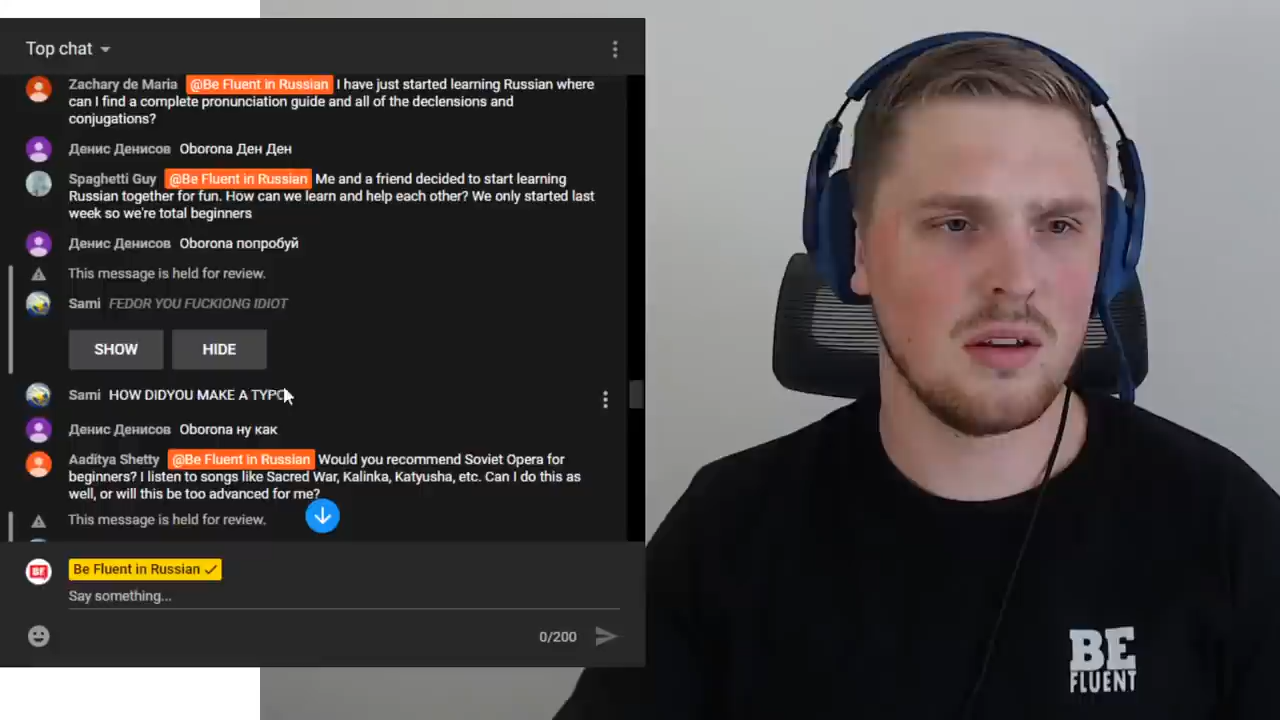 Top chat
Zachary de Maria @Be Fluent in Russian I have just started learning Russian where
can I find a complete pronunciation guide and all of the declensions and
conjugations?
Денис Денисов Oborona Ден Ден
Spaghetti Guy @Be Fluent in Russian Me and a friend decided to start learning
Russian together for fun. How can we learn and help each other? We only started last
week so we're total beginners
Денис Денисов Oborona попробуй
This message is held for review.
Sami FEDOR YOU FUCKIONG IDIOT
SHOW HIDE
Sami HOW DIDYOU MAKE A TYPO
Денис Денисов Oborona ну как
Aaditya Shetty @Be Fluent in Russian Would you recommend Soviet Opera for
beginners? I listen to songs like Sacred War, Kalinka, Katyusha, etc. Can I do this as
well, or will this be too advanced for me?
This message is held for review.
BE Be Fluent in Russian
Say something...
0/200
BE
FLUENT